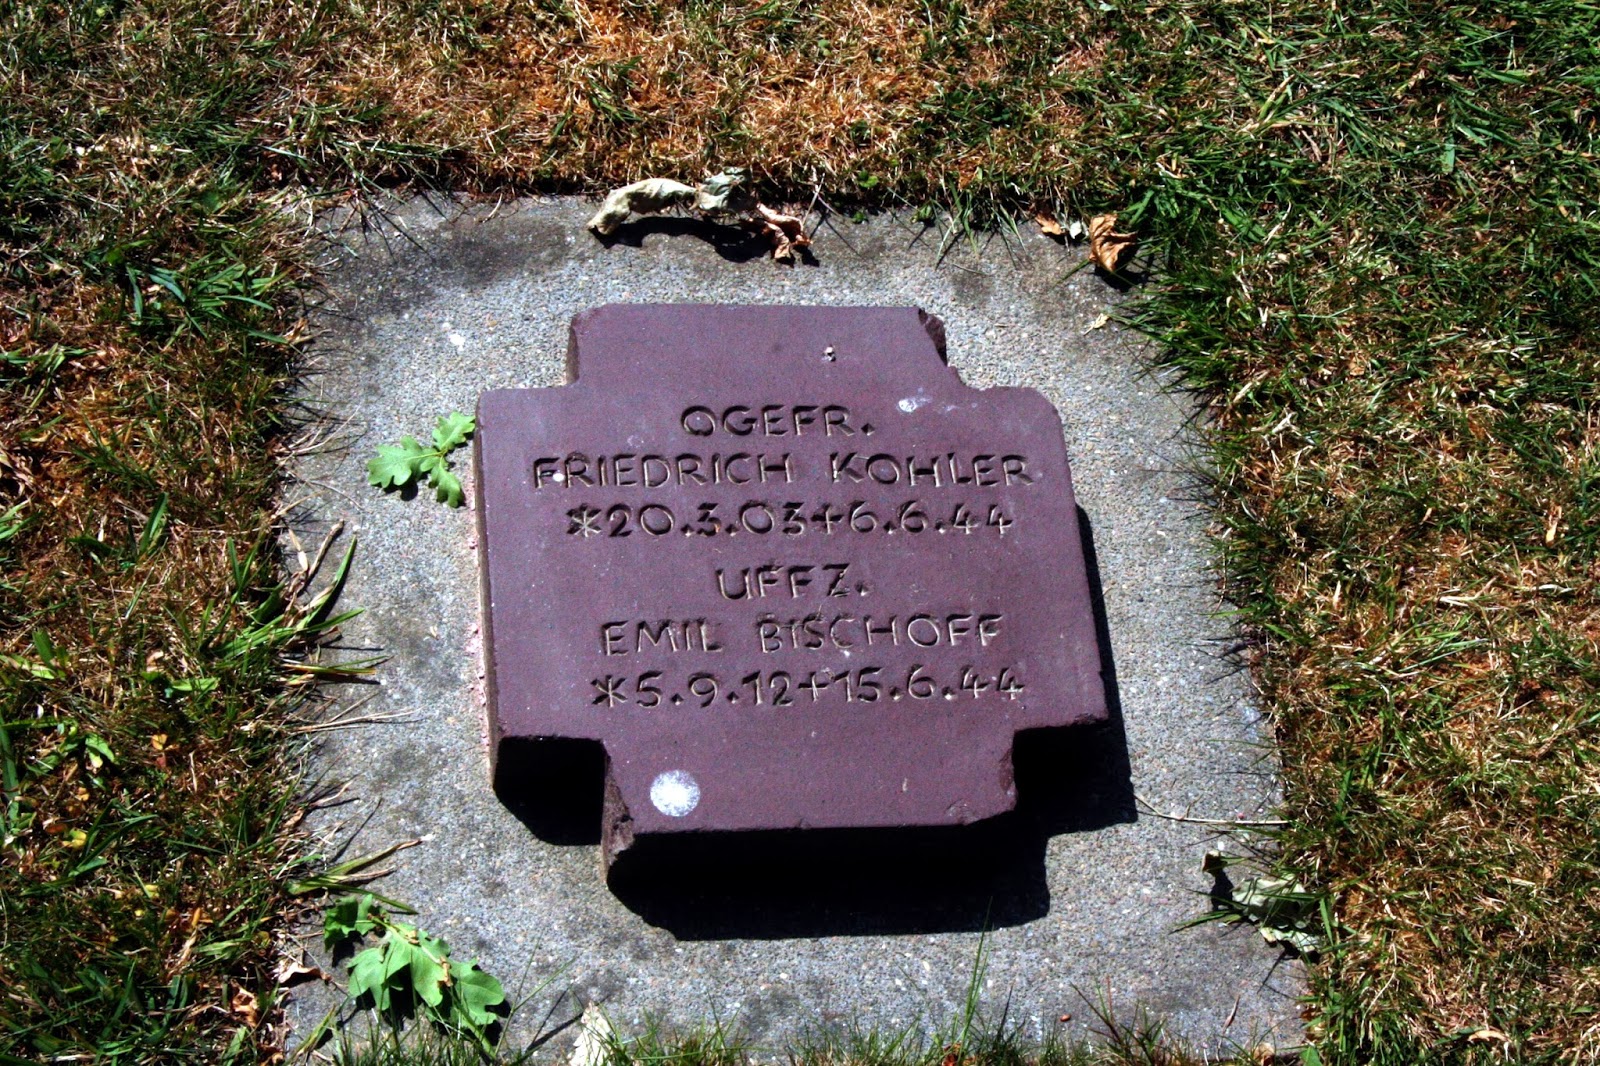 OGEFR.
FRIEDRICH KOHLER
*20.3.03+6.6.44
UFFZ.
EMIL BISCHOFF
*5.9.12+15.6.44